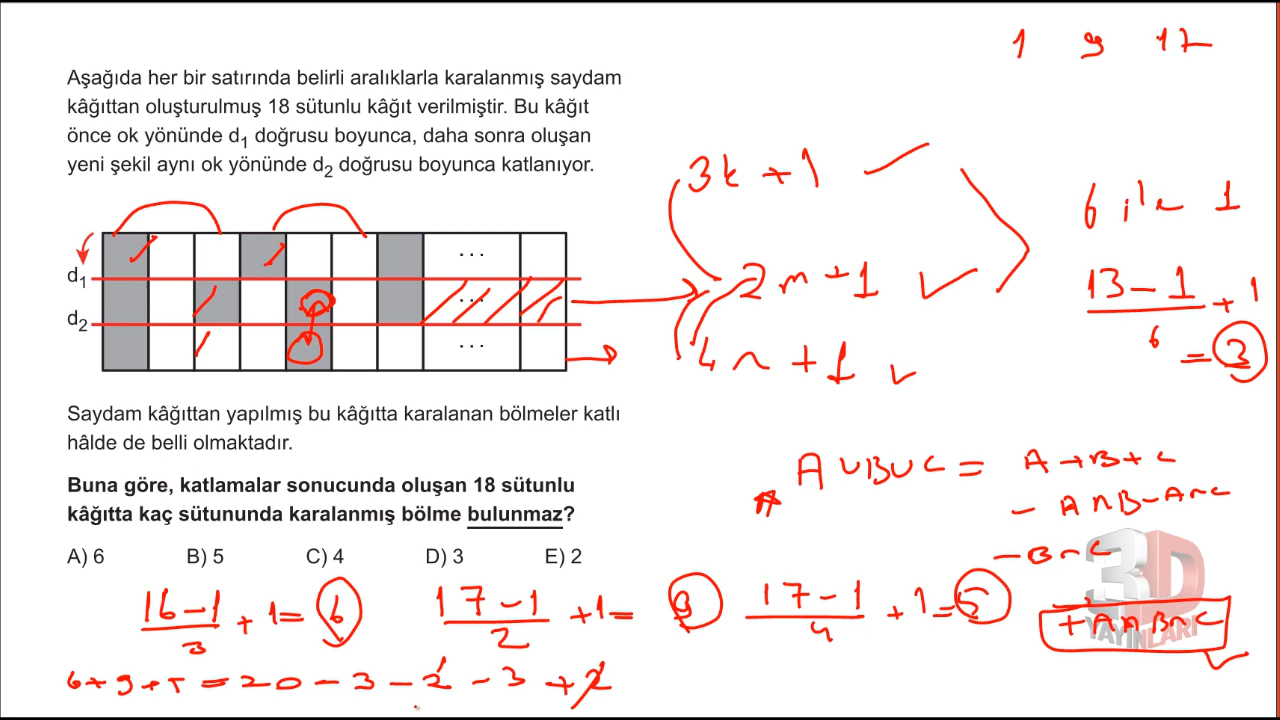 1 9 17
Aşağıda her bir satırında belirli aralıklarla karalanmış saydam
kâğıttan oluşturulmuş 18 sütunlu kâğıt verilmiştir. Bu kâğıt
önce ok yönünde d1 doğrusu boyunca, daha sonra oluşan
yeni şekil aynı ok yönünde d2 doğrusu boyunca katlanıyor.
d1
d2
...
...
...
3k + 1
2m + 1
4n + 1
6 ile 1
13 - 1 / 6 + 1
= 3
Saydam kâğıttan yapılmış bu kâğıtta karalanan bölmeler katlı
hâlde de belli olmaktadır.
Buna göre, katlamalar sonucunda oluşan 18 sütunlu
kâğıtta kaç sütununda karalanmış bölme bulunmaz?
A) 6 B) 5 C) 4 D) 3 E) 2
A∪B∪C = A+B+C
- A∩B - A∩C
- B∩C
+ A∩B∩C
3D
YAYINLARI
16-1 / 3 + 1 = 6
17-1 / 2 + 1 = 9
17-1 / 4 + 1 = 5
6+9+5 = 20 - 3 - 2 - 3 + 2